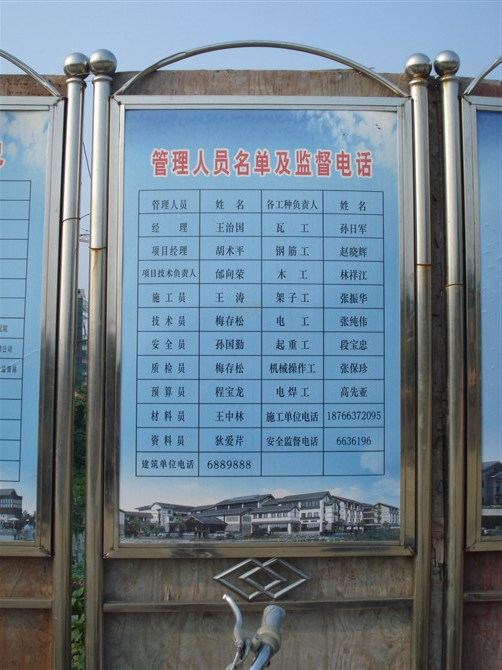 管理人员名单及监督电话
管理人员 姓 名 各工种负责人 姓 名
经 理 王治国 瓦 工 孙日军
项目经理 胡术平 钢筋工 赵晓辉
项目技术负责人 邰向荣 木 工 林祥江
施工员 王 涛 架子工 张振华
技术员 梅存松 电 工 张纯伟
安全员 孙国勤 起重工 段宝忠
质检员 梅存松 机械操作工 张保珍
预算员 程宝龙 电焊工 高先亚
材料员 王中林 施工单位电话 18766372095
资料员 狄爱芹 安全监督电话 6636196
建筑单位电话 6889888